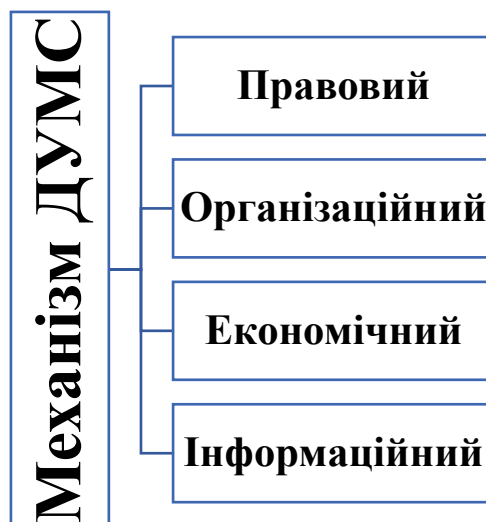 Механізм ДУМС
Правовий
Організаційний
Економічний
Інформаційний